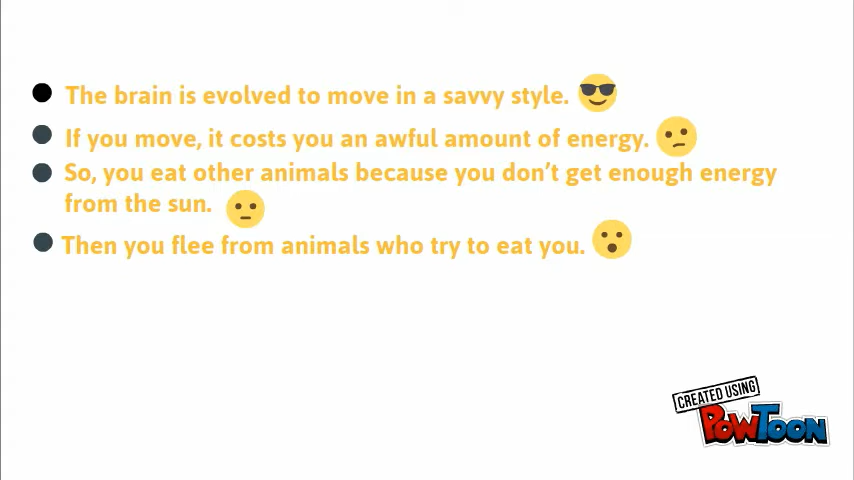 The brain is evolved to move in a savvy style.
If you move, it costs you an awful amount of energy.
So, you eat other animals because you don't get enough energy
from the sun.
Then you flee from animals who try to eat you.
CREATED USING
POWTOON